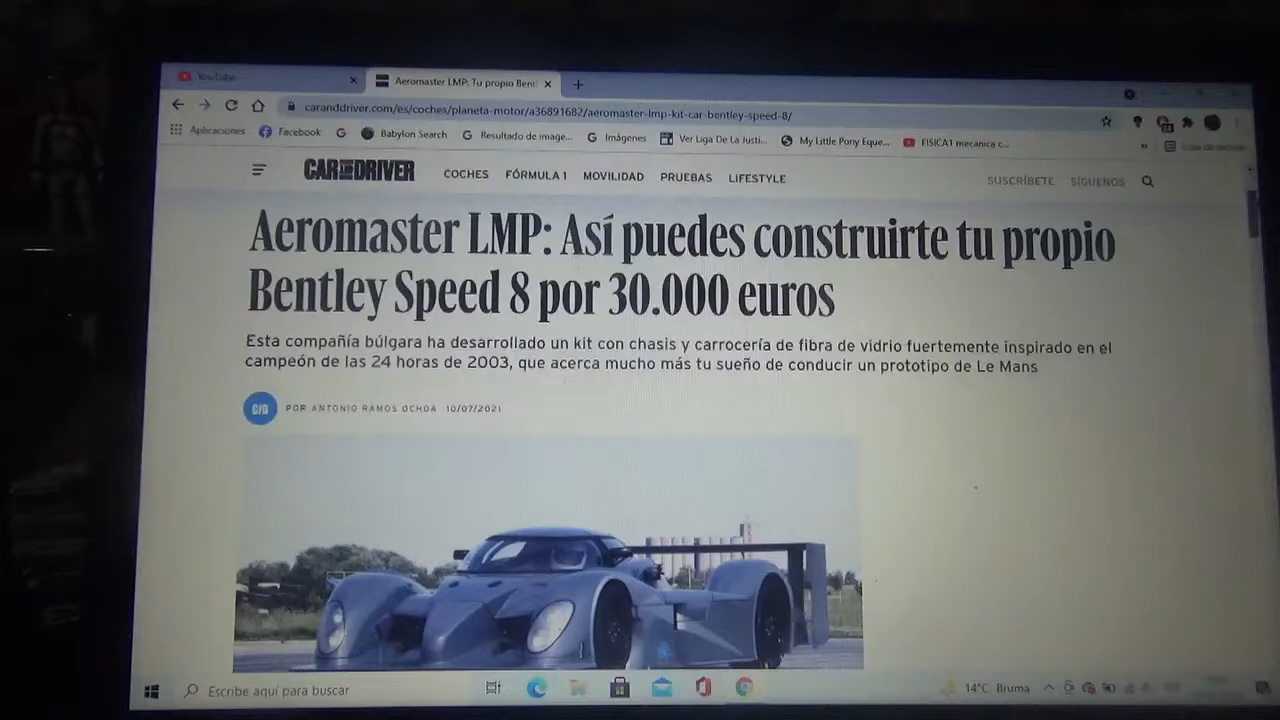 YouTube
Aeromaster LMP: Tu propio Bent
caranddriver.com/es/coches/planeta-motor/a36891682/aeromaster-lmp-kit-car-bentley-speed-8/
Aplicaciones Facebook Babylon Search Resultado de image... Imágenes Ver Liga De La Justi... My Little Pony Eque... FISICA1 mecanica c...
CAR AND DRIVER COCHES FÓRMULA 1 MOVILIDAD PRUEBAS LIFESTYLE SUSCRÍBETE SÍGUENOS
Aeromaster LMP: Así puedes construirte tu propio
Bentley Speed 8 por 30.000 euros
Esta compañía búlgara ha desarrollado un kit con chasis y carrocería de fibra de vidrio fuertemente inspirado en el
campeón de las 24 horas de 2003, que acerca mucho más tu sueño de conducir un prototipo de Le Mans
C/D POR ANTONIO RAMOS OCHOA 10/07/2021
Escribe aquí para buscar 14°C Bruma